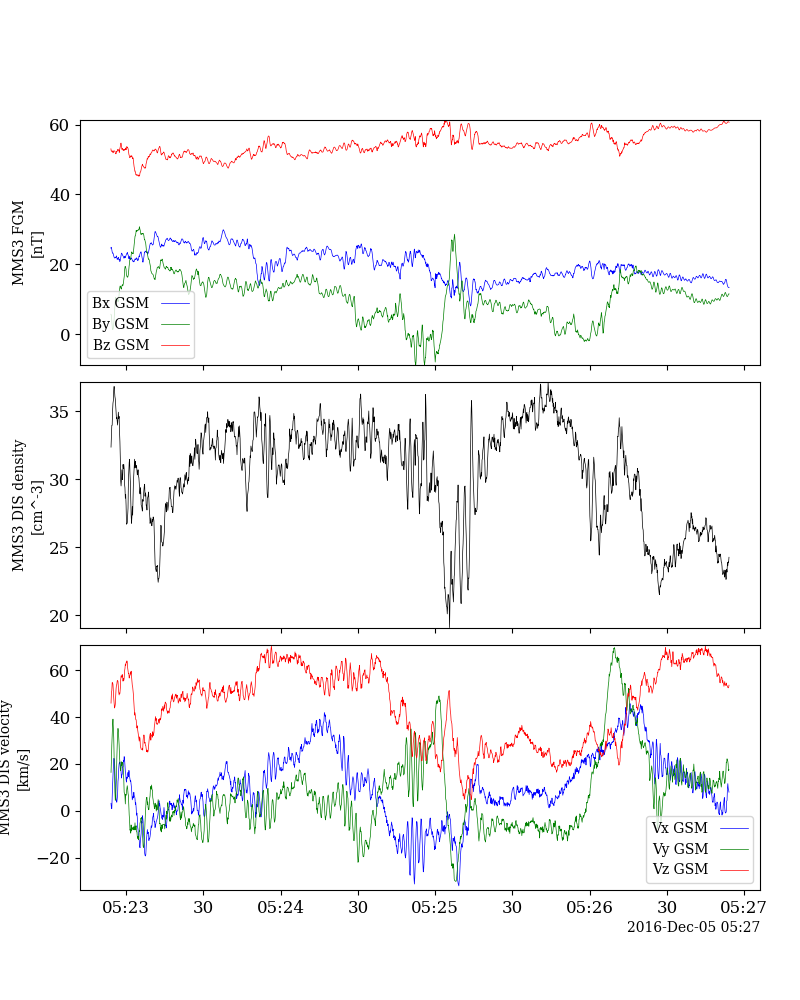 60
40
20
0
MMS3 FGM
[nT]
Bx GSM
By GSM
Bz GSM
35
30
25
20
MMS3 DIS density
[cm^-3]
60
40
20
0
−20
MMS3 DIS velocity
[km/s]
Vx GSM
Vy GSM
Vz GSM
05:23 30 05:24 30 05:25 30 05:26 30 05:27
2016-Dec-05 05:27